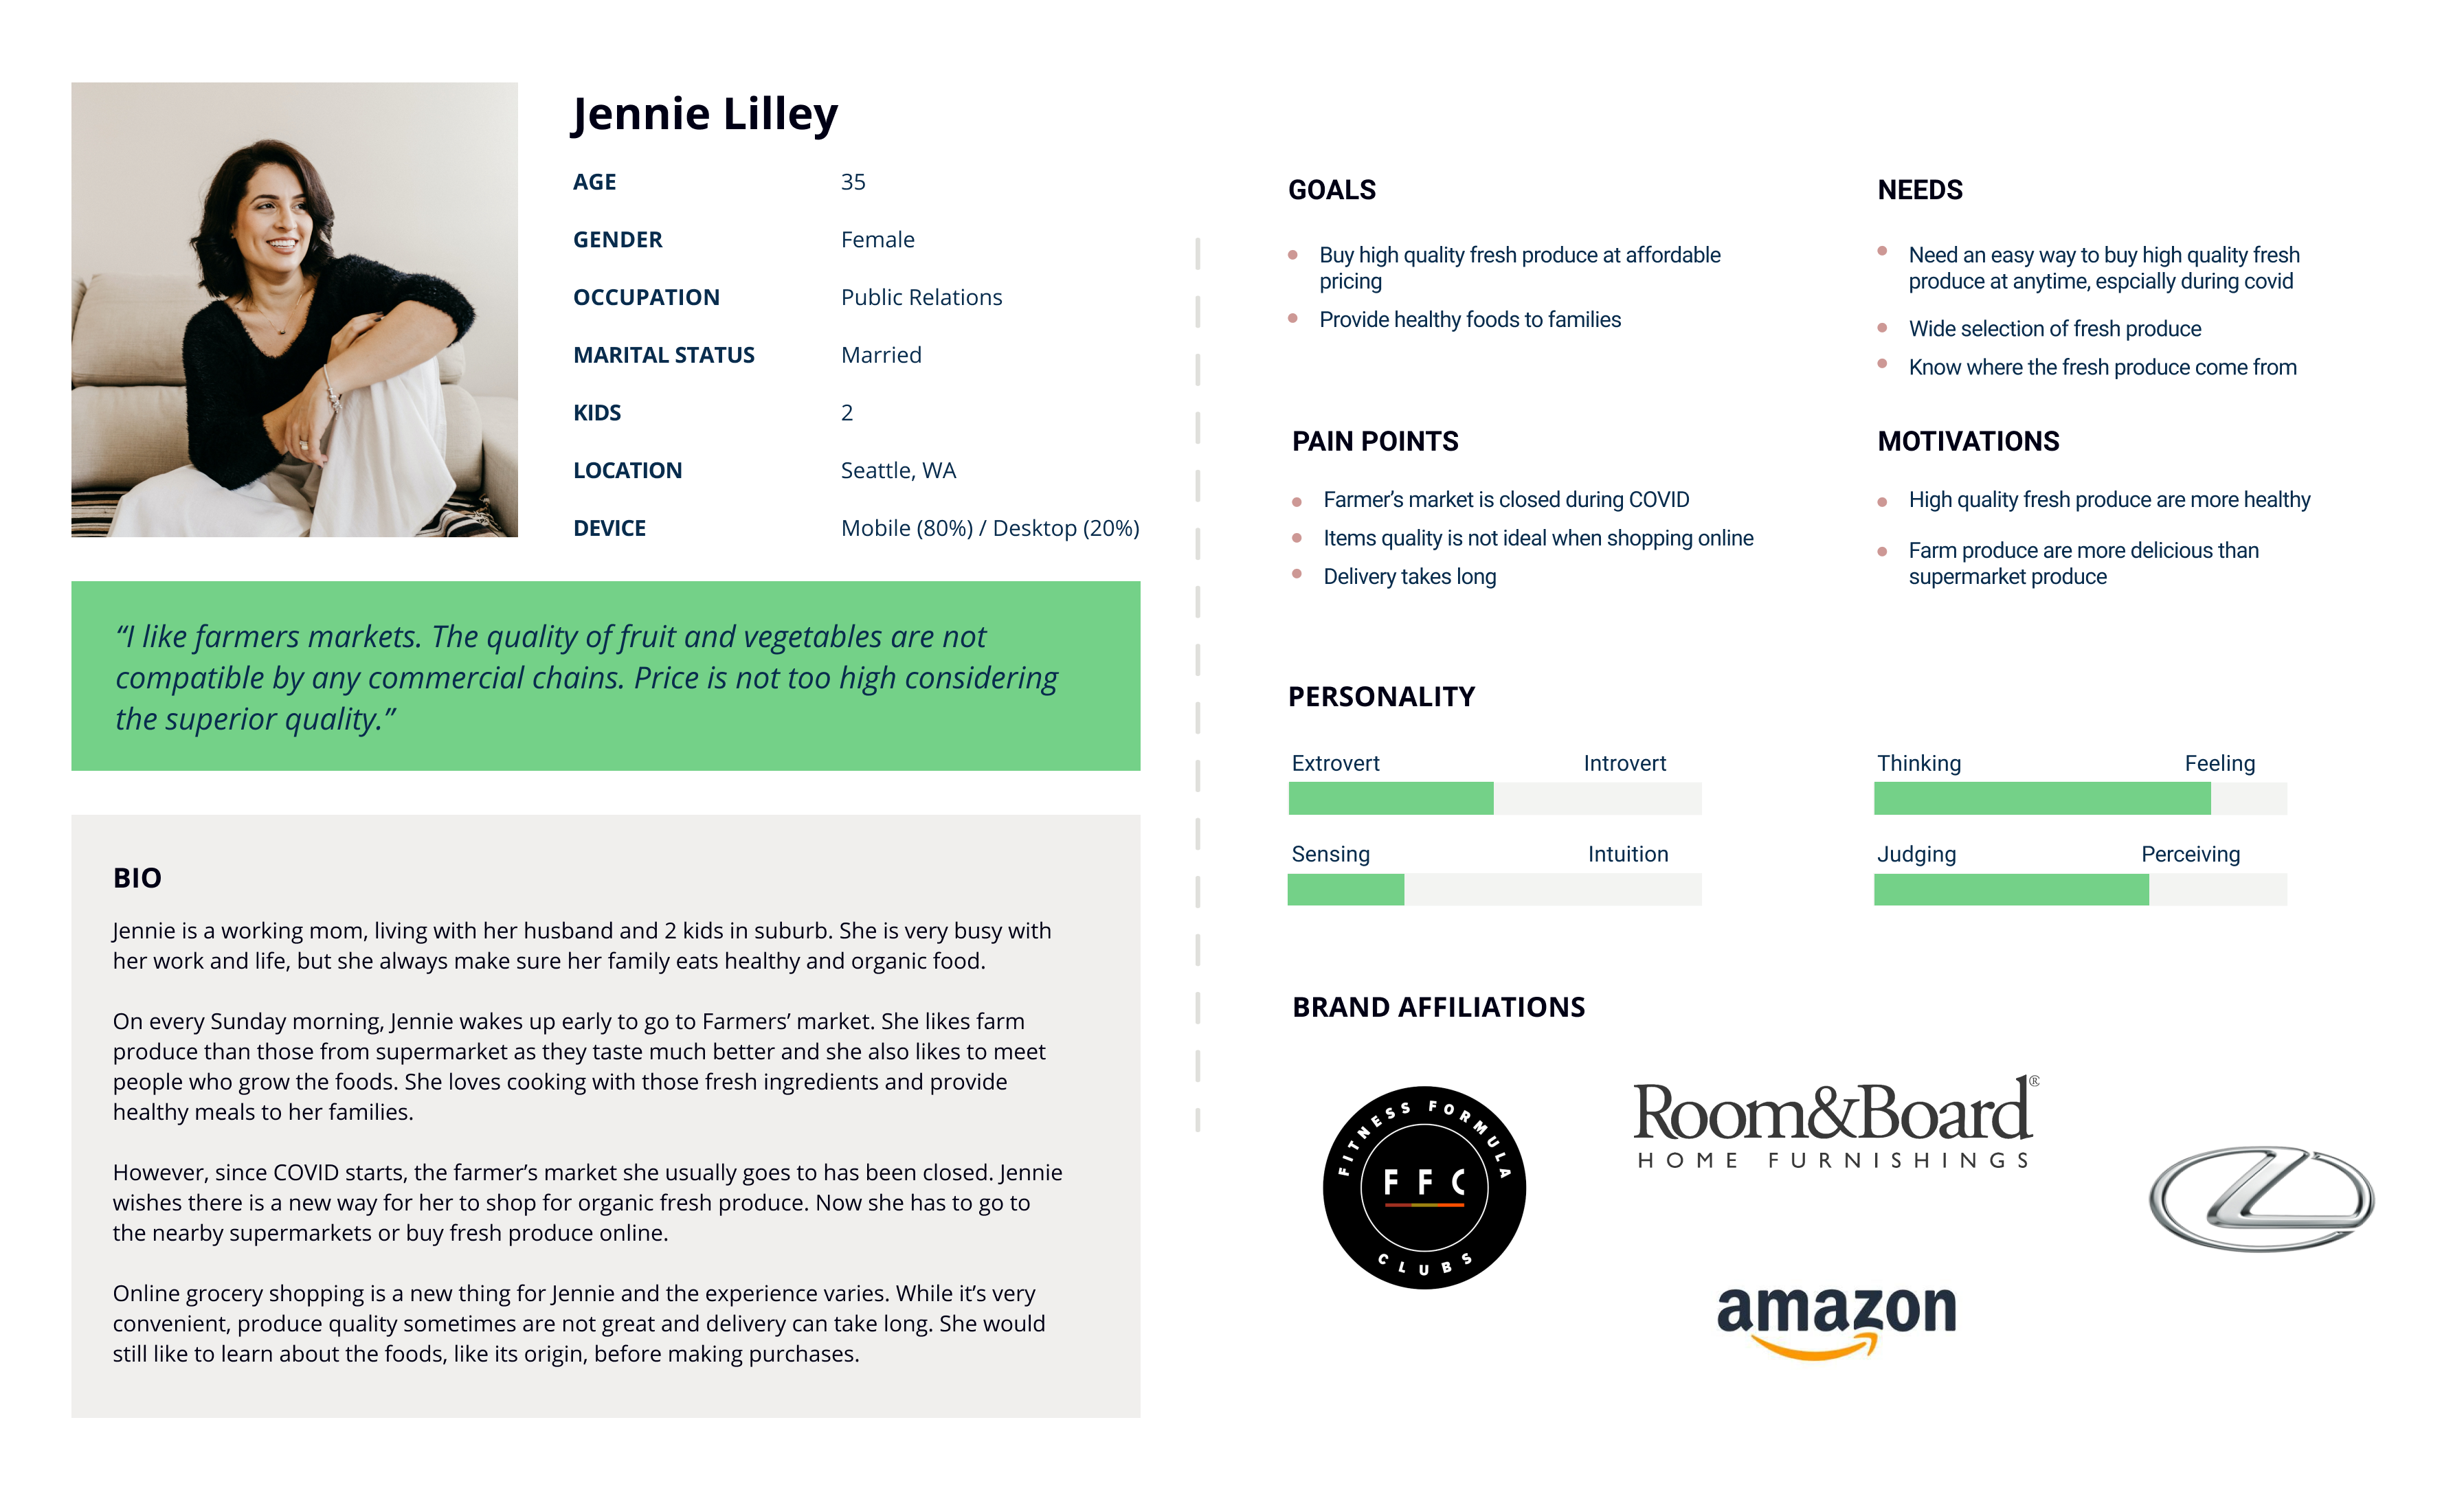 Jennie Lilley
AGE 35
GENDER Female
OCCUPATION Public Relations
MARITAL STATUS Married
KIDS 2
LOCATION Seattle, WA
DEVICE Mobile (80%) / Desktop (20%)
“I like farmers markets. The quality of fruit and vegetables are not
compatible by any commercial chains. Price is not too high considering
the superior quality.”
BIO
Jennie is a working mom, living with her husband and 2 kids in suburb. She is very busy with
her work and life, but she always make sure her family eats healthy and organic food.
On every Sunday morning, Jennie wakes up early to go to Farmers’ market. She likes farm
produce than those from supermarket as they taste much better and she also likes to meet
people who grow the foods. She loves cooking with those fresh ingredients and provide
healthy meals to her families.
However, since COVID starts, the farmer’s market she usually goes to has been closed. Jennie
wishes there is a new way for her to shop for organic fresh produce. Now she has to go to
the nearby supermarkets or buy fresh produce online.
Online grocery shopping is a new thing for Jennie and the experience varies. While it’s very
convenient, produce quality sometimes are not great and delivery can take long. She would
still like to learn about the foods, like its origin, before making purchases.
GOALS
Buy high quality fresh produce at affordable
pricing
Provide healthy foods to families
NEEDS
Need an easy way to buy high quality fresh
produce at anytime, espcially during covid
Wide selection of fresh produce
Know where the fresh produce come from
PAIN POINTS
Farmer’s market is closed during COVID
Items quality is not ideal when shopping online
Delivery takes long
MOTIVATIONS
High quality fresh produce are more healthy
Farm produce are more delicious than
supermarket produce
PERSONALITY
Extrovert Introvert
Thinking Feeling
Sensing Intuition
Judging Perceiving
BRAND AFFILIATIONS
FITNESS FORMULA
FFC
CLUBS
Room&Board®
HOME FURNISHINGS
amazon